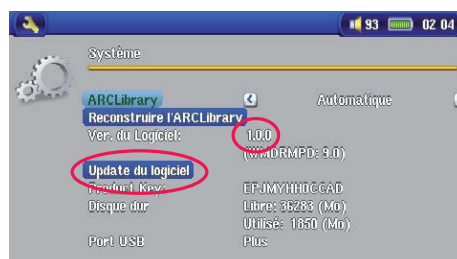 93 02 04
Système
ARCLibrary Automatique
Reconstruire l'ARCLibrary
Ver. du Logiciel: 1.0.0
(WMDRMPD: 9.0)
Update du logiciel
Product Key: EPJMYHH0CCAD
Disque dur Libre: 36283 (Mo)
Utilisé: 1850 (Mo)
Port USB Plus